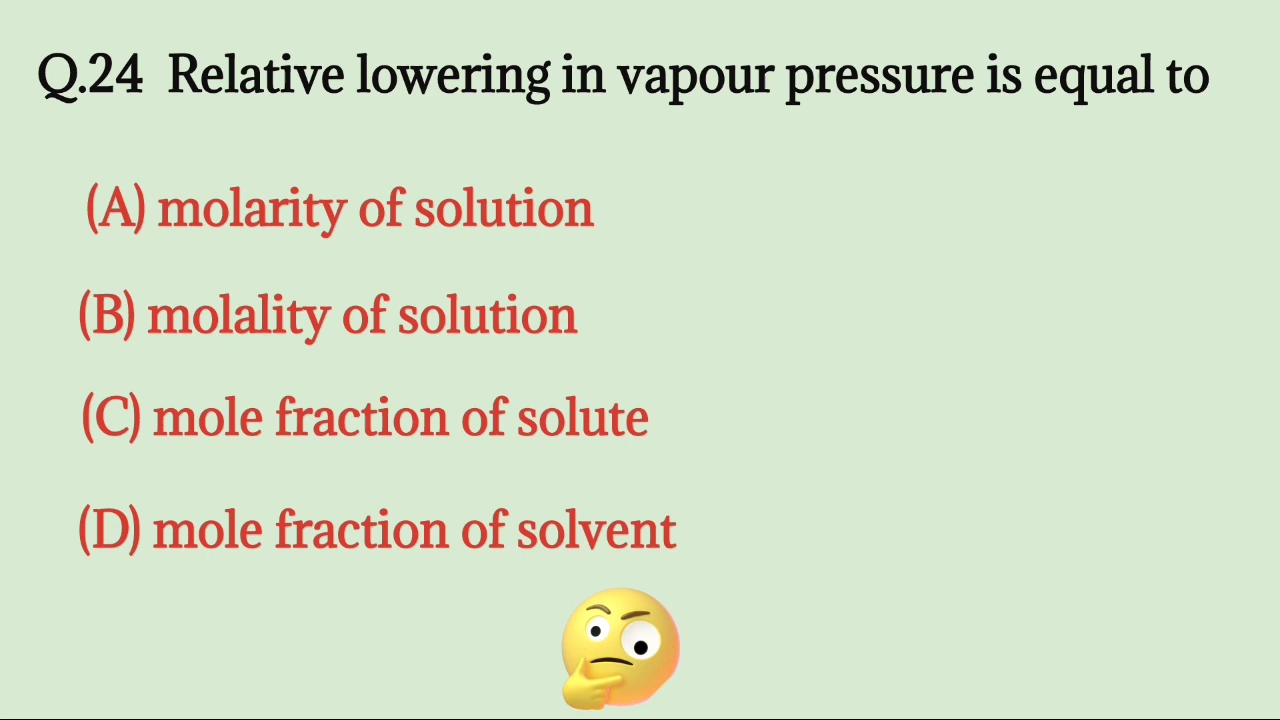 Q.24 Relative lowering in vapour pressure is equal to
(A) molarity of solution
(B) molality of solution
(C) mole fraction of solute
(D) mole fraction of solvent